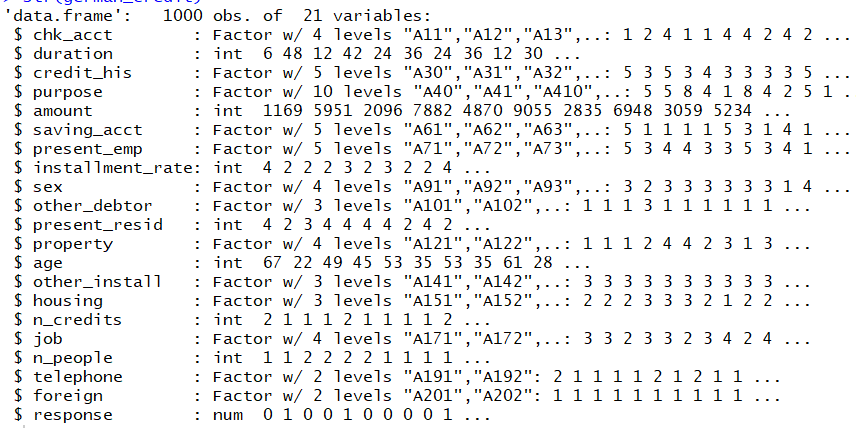 > str(german_credit)
'data.frame': 1000 obs. of 21 variables:
$ chk_acct : Factor w/ 4 levels "A11","A12","A13",..: 1 2 4 1 1 4 4 2 4 2 ...
$ duration : int 6 48 12 42 24 36 24 36 12 30 ...
$ credit_his : Factor w/ 5 levels "A30","A31","A32",..: 5 3 5 3 4 3 3 3 3 5 ...
$ purpose : Factor w/ 10 levels "A40","A41","A410",..: 5 5 8 4 1 8 4 2 5 1 .
$ amount : int 1169 5951 2096 7882 4870 9055 2835 6948 3059 5234 ...
$ saving_acct : Factor w/ 5 levels "A61","A62","A63",..: 5 1 1 1 1 5 3 1 4 1 ...
$ present_emp : Factor w/ 5 levels "A71","A72","A73",..: 5 3 4 4 3 3 5 3 4 1 ...
$ installment_rate: int 4 2 2 2 3 2 3 2 2 4 ...
$ sex : Factor w/ 4 levels "A91","A92","A93",..: 3 2 3 3 3 3 3 3 1 4 ...
$ other_debtor : Factor w/ 3 levels "A101","A102",..: 1 1 1 3 1 1 1 1 1 1 ...
$ present_resid : int 4 2 3 4 4 4 4 2 4 2 ...
$ property : Factor w/ 4 levels "A121","A122",..: 1 1 1 2 4 4 2 3 1 3 ...
$ age : int 67 22 49 45 53 35 53 35 61 28 ...
$ other_install : Factor w/ 3 levels "A141","A142",..: 3 3 3 3 3 3 3 3 3 3 ...
$ housing : Factor w/ 3 levels "A151","A152",..: 2 2 2 3 3 3 2 1 2 2 ...
$ n_credits : int 2 1 1 1 2 1 1 1 1 2 ...
$ job : Factor w/ 4 levels "A171","A172",..: 3 3 2 3 3 2 3 4 2 4 ...
$ n_people : int 1 1 2 2 2 2 1 1 1 1 ...
$ telephone : Factor w/ 2 levels "A191","A192": 2 1 1 1 1 2 1 2 1 1 ...
$ foreign : Factor w/ 2 levels "A201","A202": 1 1 1 1 1 1 1 1 1 1 ...
$ response : num 0 1 0 0 1 0 0 0 0 1 ...